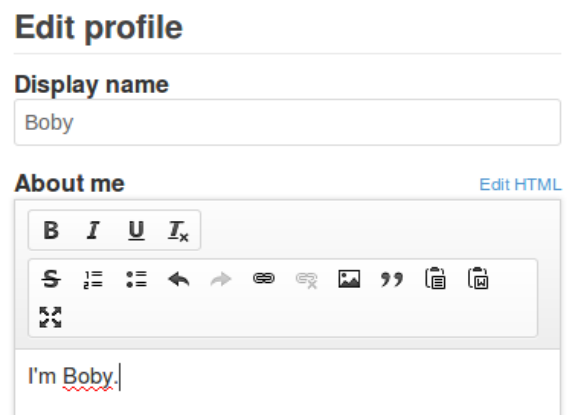 Edit profile
Display name
Boby
About me Edit HTML
B I U Tx
S
I'm Boby.